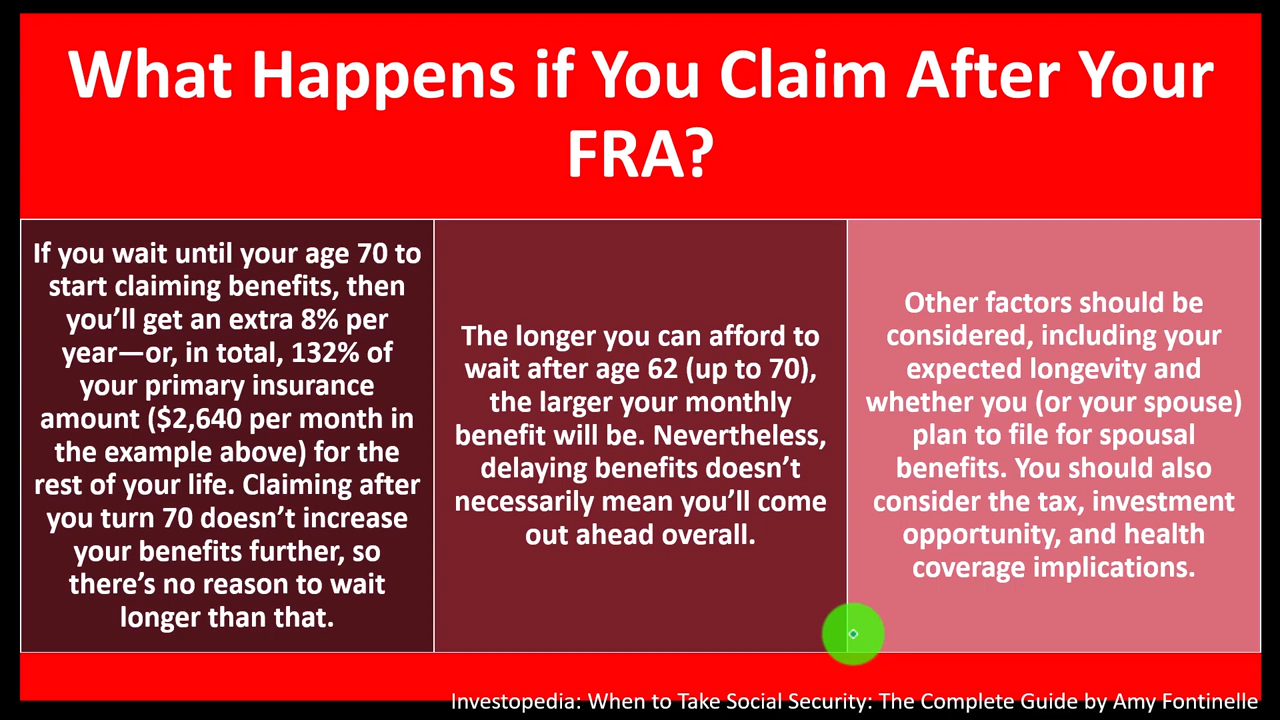 What Happens if You Claim After Your
FRA?
If you wait until your age 70 to
start claiming benefits, then
you’ll get an extra 8% per
year—or, in total, 132% of
your primary insurance
amount ($2,640 per month in
the example above) for the
rest of your life. Claiming after
you turn 70 doesn’t increase
your benefits further, so
there’s no reason to wait
longer than that.
The longer you can afford to
wait after age 62 (up to 70),
the larger your monthly
benefit will be. Nevertheless,
delaying benefits doesn’t
necessarily mean you’ll come
out ahead overall.
Other factors should be
considered, including your
expected longevity and
whether you (or your spouse)
plan to file for spousal
benefits. You should also
consider the tax, investment
opportunity, and health
coverage implications.
Investopedia: When to Take Social Security: The Complete Guide by Amy Fontinelle